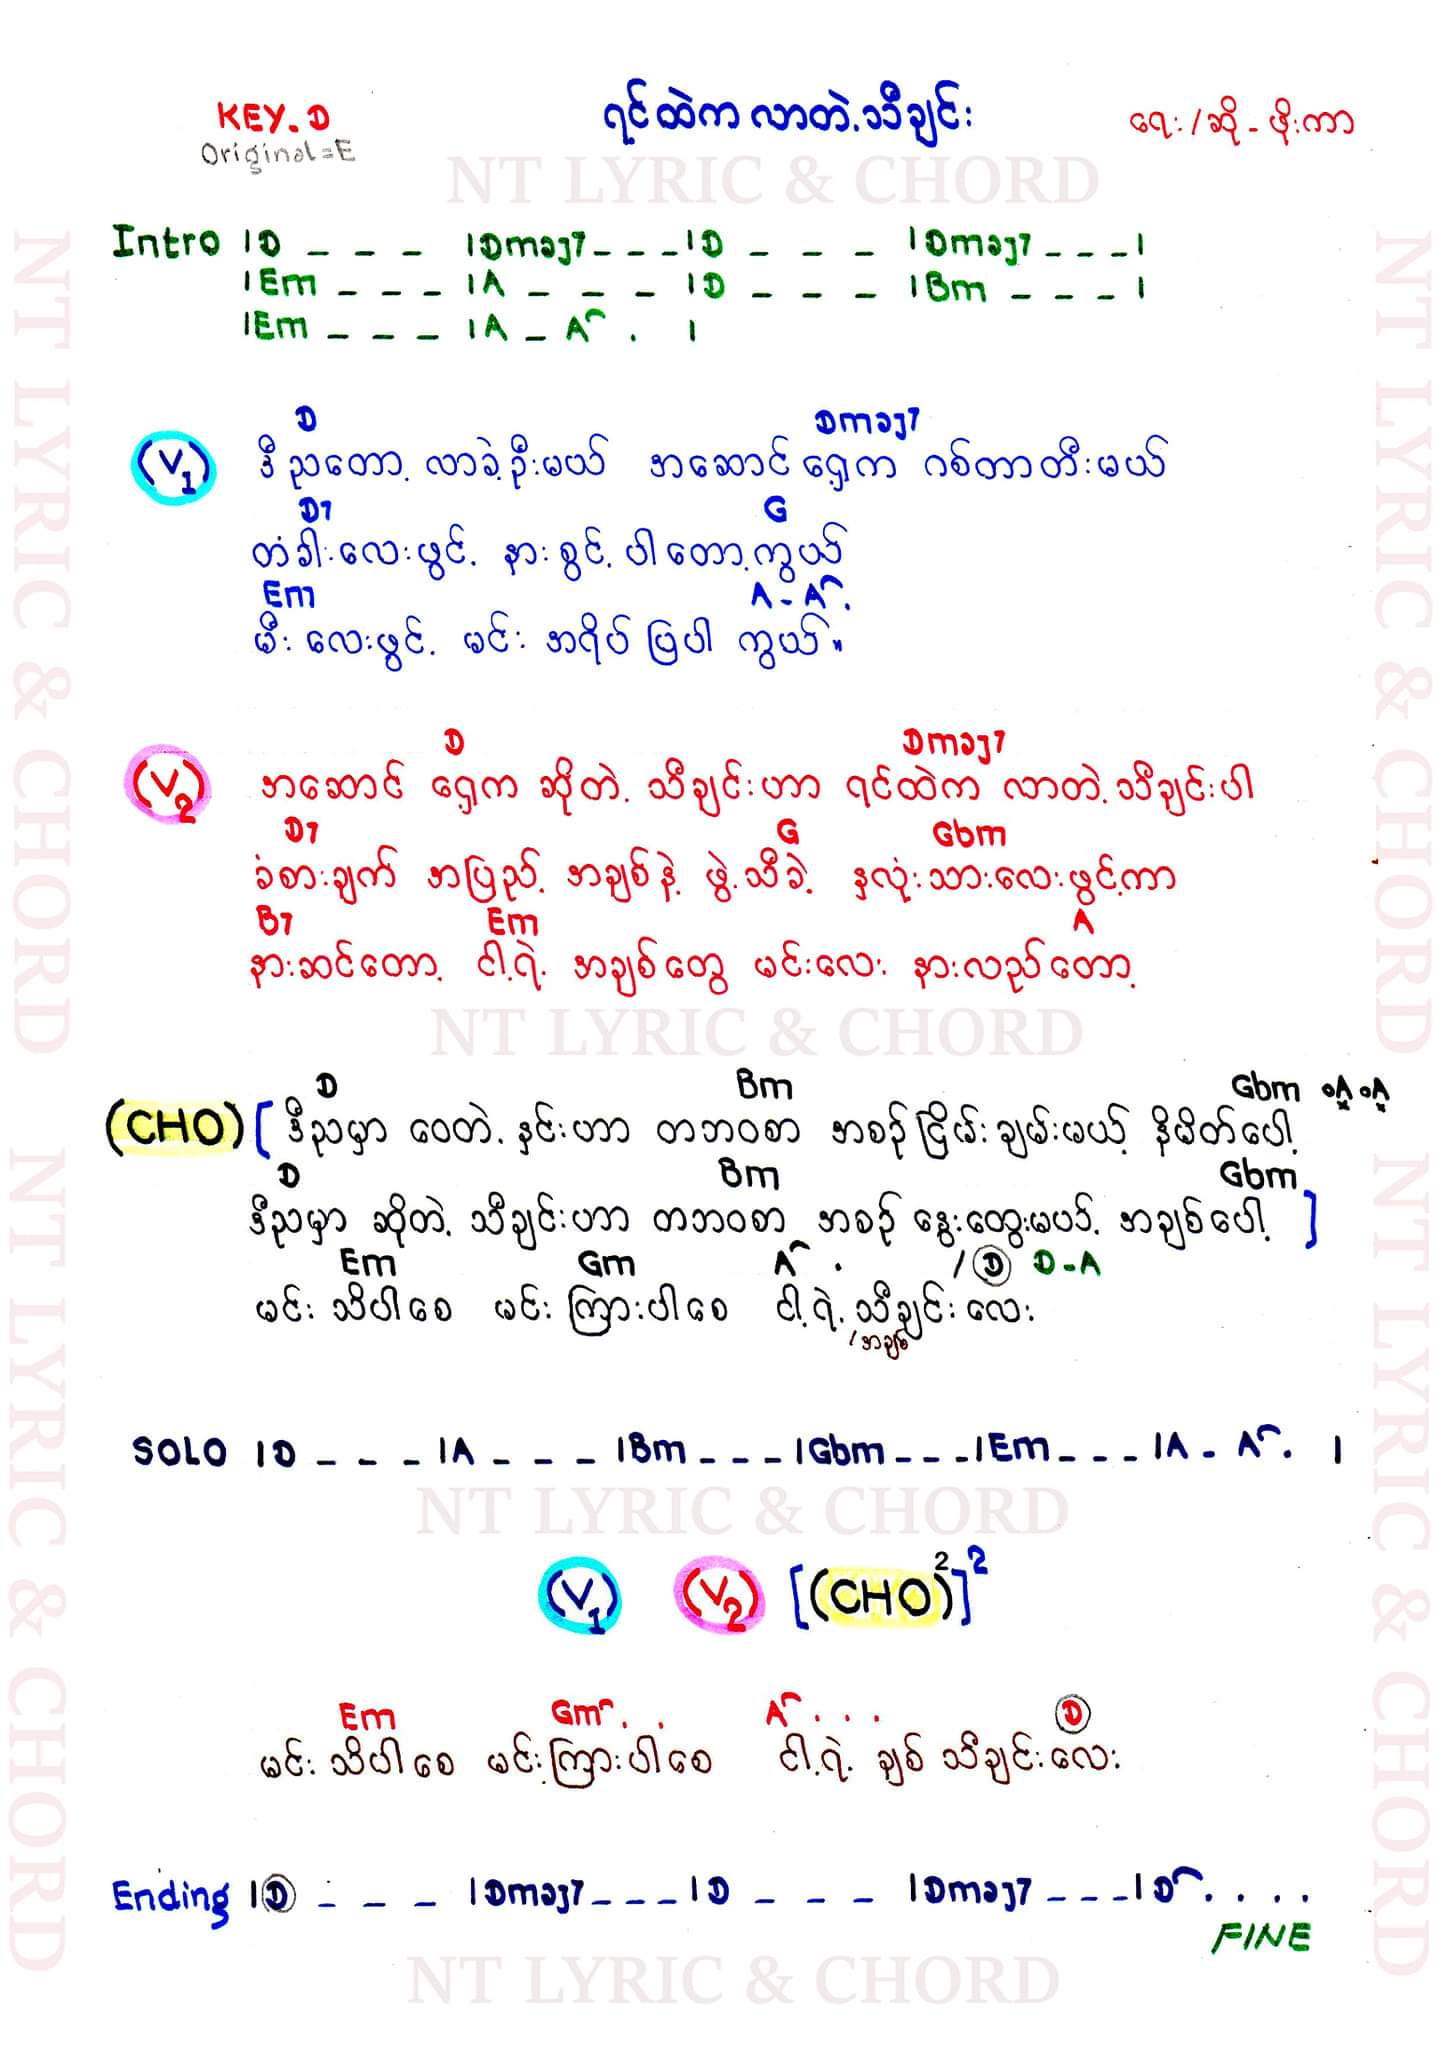 KEY. D
Original = E
ရင်ထဲကလာတဲ့သီချင်း
ရေး/ဆို - ဖိုးကာ
NT LYRIC & CHORD
Intro |D _ _ _ |Dmaj7 _ _ _ |D _ _ _ |Dmaj7 _ _ _ |
|Em _ _ _ |A _ _ _ |D _ _ _ |Bm _ _ _ |
|Em _ _ _ |A _ A⌒ . |
D Dmaj7
(V1) ဒီညတော့ လာခဲ့ဦးမယ် အဆောင်ရှေ့က ဂစ်တာတီးမယ်
D7 G
တံခါးလေးဖွင့် နားစွင့်ပါတော့ကွယ်
Em A - A⌒ .
မီးလေးဖွင့် မင်းအရိပ်ပြပါ ကွယ်။
D Dmaj7
(V2) အဆောင်ရှေ့က ဆိုတဲ့ သီချင်းဟာ ရင်ထဲက လာတဲ့သီချင်းပါ
D7 G Gbm
ခံစားချက် အပြည့် အချစ်နဲ့ ဖွဲ့သီခဲ့ နှလုံးသားလေးဖွင့်ကာ
B7 Em A
နားဆင်တော့ ငါ့ရဲ့ အချစ်တွေ မင်းလေး နားလည်တော့
NT LYRIC & CHORD
D Bm Gbm
(CHO) [ ဒီညမှာ ဝေတဲ့ နှင်းဟာ တဘဝစာ အစဉ်ငြိမ်းချမ်းမယ့် နိမိတ်ပေါ့
D Bm Gbm
ဒီညမှာ ဆိုတဲ့ သီချင်းဟာ တဘဝစာ အစဉ် နွေးထွေးမယ့် အချစ်ပေါ့ ]
Em Gm A⌒ . / D D - A
မင်း သိပါစေ မင်း ကြားပါစေ ငါ့ရဲ့သီချင်းလေး
/အချစ်
SOLO |D _ _ _ |A _ _ _ |Bm _ _ _ |Gbm _ _ _ |Em _ _ _ |A - A⌒ . |
NT LYRIC & CHORD
(V1) (V2) [(CHO)²]²
Em Gm⌒ . . A⌒ . . . D
မင်း သိပါစေ မင်းကြားပါစေ ငါ့ရဲ့ ချစ် သီချင်းလေး
Ending |D _ _ _ |Dmaj7 _ _ _ |D _ _ _ |Dmaj7 _ _ _ |D⌒ . . . .
FINE
NT LYRIC & CHORD
NT LYRIC & CHORD
NT LYRIC & CHORD
NT LYRIC & CHORD
NT LYRIC & CHORD